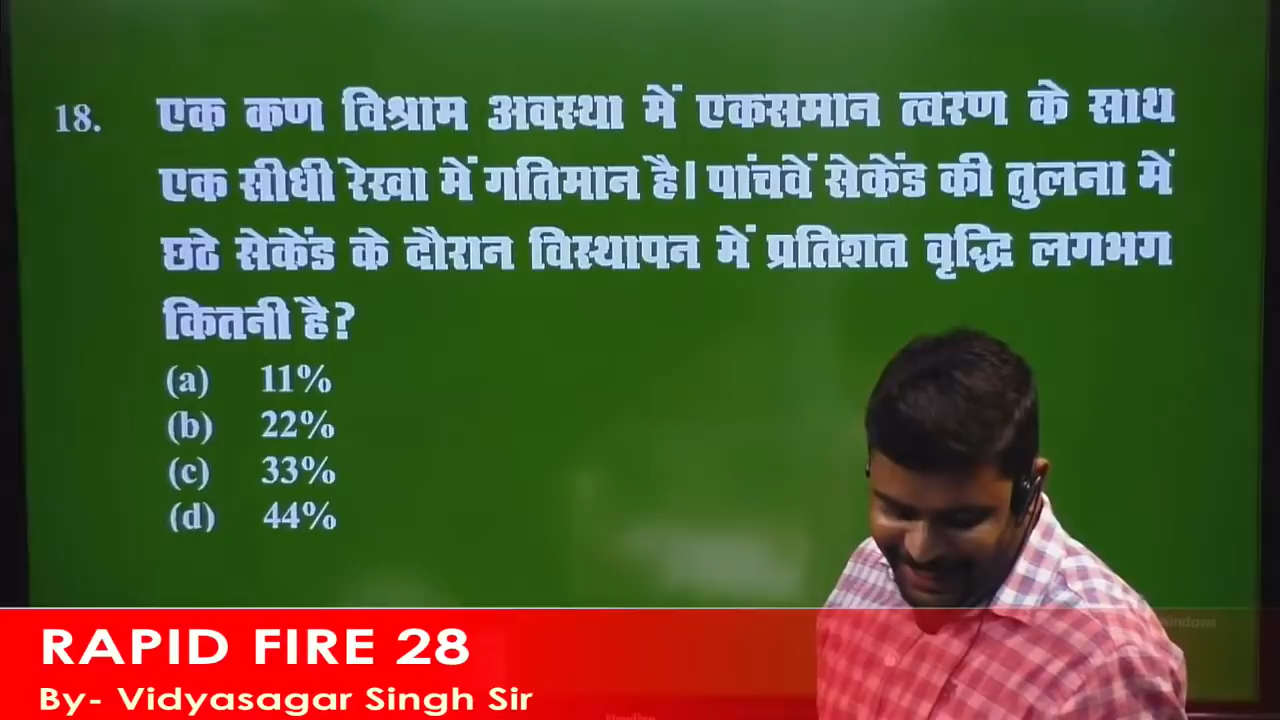 18. एक कण विश्राम अवस्था में एकसमान त्वरण के साथ
एक सीधी रेखा में गतिमान है। पांचवें सेकेंड की तुलना में
छठे सेकेंड के दौरान विस्थापन में प्रतिशत वृद्धि लगभग
कितनी है?
(a) 11%
(b) 22%
(c) 33%
(d) 44%
RAPID FIRE 28
By- Vidyasagar Singh Sir